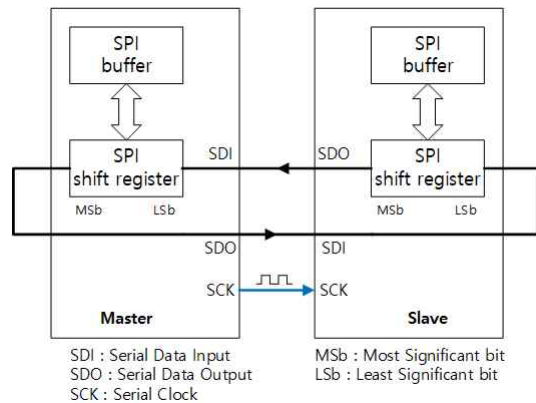 SPI
buffer
SPI
buffer
SPI
shift register
MSb LSb
SDI
SDO
SPI
shift register
MSb LSb
SDO
SDI
SCK
SCK
Master
Slave
SDI : Serial Data Input
SDO : Serial Data Output
SCK : Serial Clock
MSb : Most Significant bit
LSb : Least Significant bit